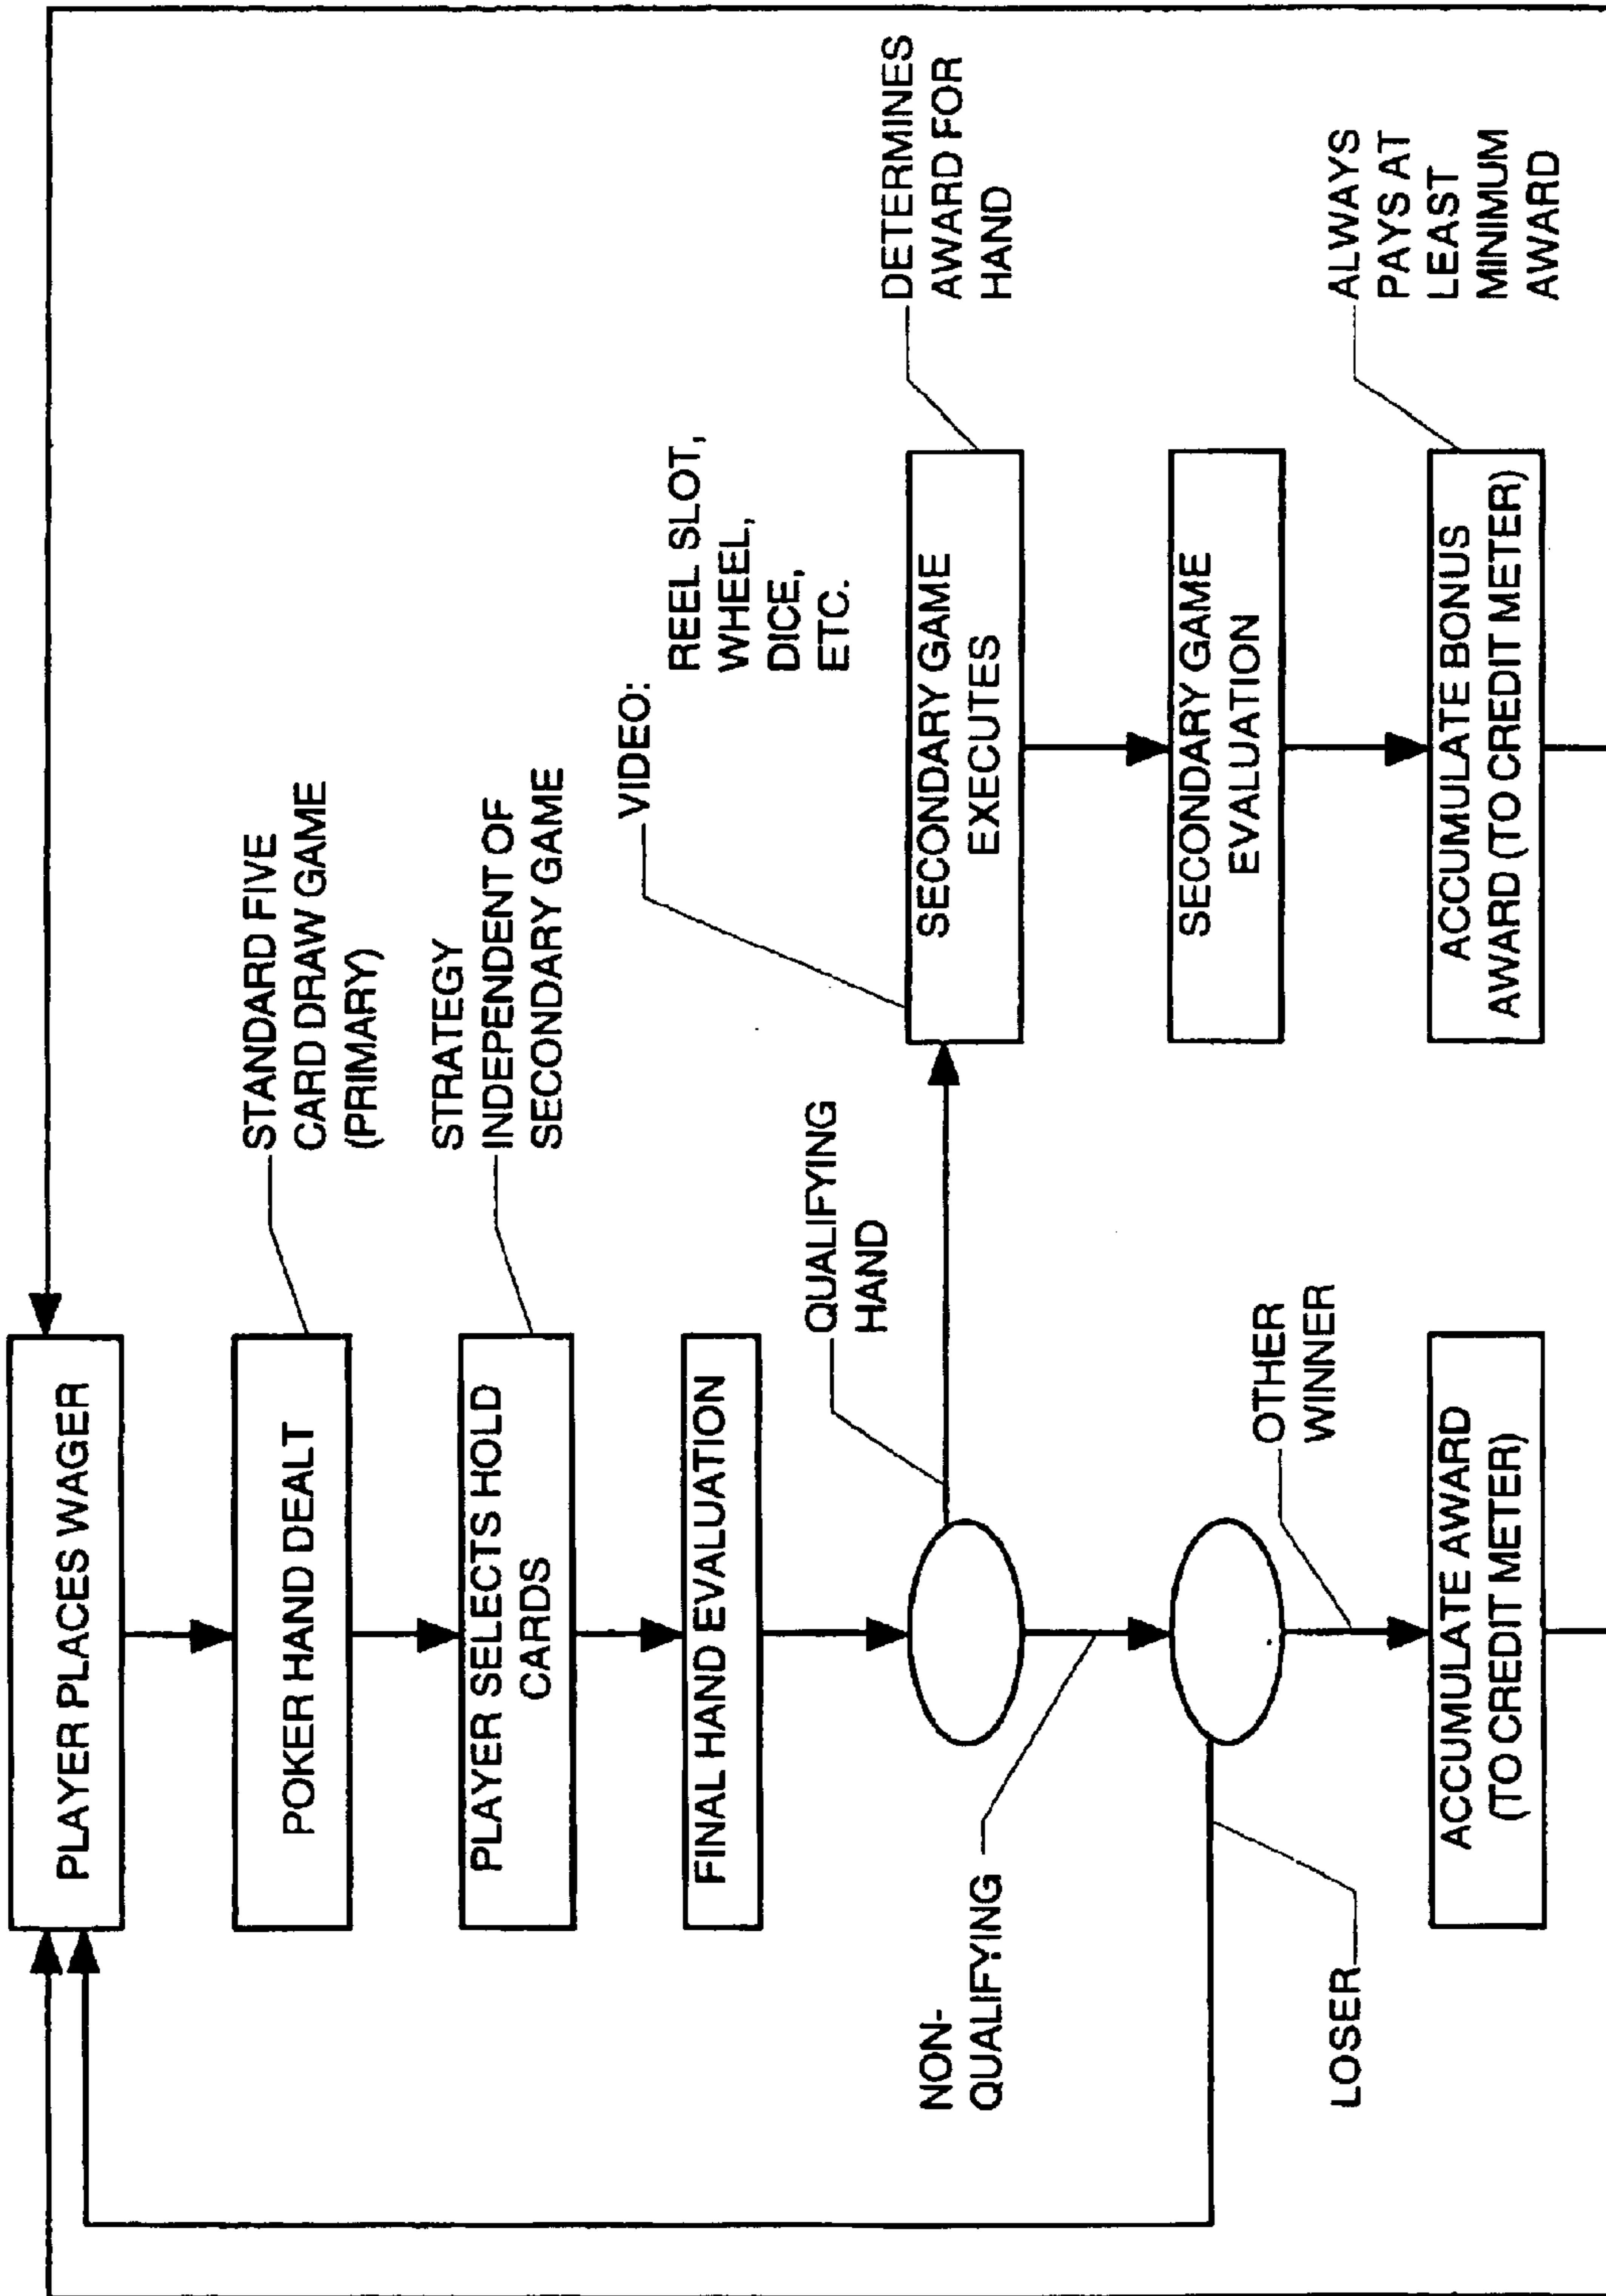 PLAYER PLACES WAGER
POKER HAND DEALT
STANDARD FIVE
CARD DRAW GAME
(PRIMARY)
PLAYER SELECTS HOLD
CARDS
STRATEGY
INDEPENDENT OF
SECONDARY GAME
FINAL HAND EVALUATION
QUALIFYING
HAND
NON-
QUALIFYING
VIDEO:
REEL SLOT,
WHEEL,
DICE,
ETC.
SECONDARY GAME
EXECUTES
DETERMINES
AWARD FOR
HAND
SECONDARY GAME
EVALUATION
LOSER
OTHER
WINNER
ACCUMULATE AWARD
(TO CREDIT METER)
ACCUMULATE BONUS
AWARD (TO CREDIT METER)
ALWAYS
PAYS AT
LEAST
MINIMUM
AWARD